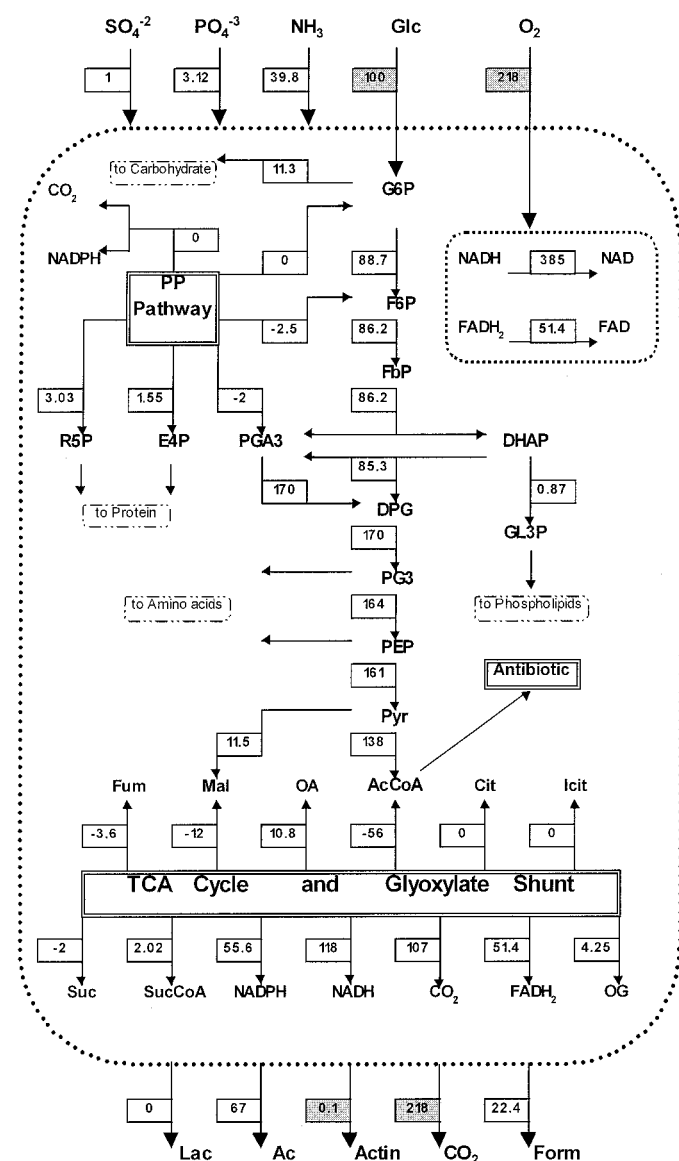 SO₄⁻² PO₄⁻³ NH₃ Glc O₂
1 3.12 39.8 100 218
to Carbohydrate 11.3
CO₂ G6P
0
NADPH 0 88.7 NADH 385 NAD
PP
Pathway F6P
-2.5 86.2 FADH₂ 51.4 FAD
FbP
3.03 1.55 -2 86.2
R5P E4P PGA3 DHAP
85.3
170 0.87
to Protein DPG
170 GL3P
PG3
to Amino acids 164 to Phospholipids
PEP
161 Antibiotic
Pyr
11.5 138
Fum Mal OA AcCoA Cit Icit
-3.6 -12 10.8 -56 0 0
TCA Cycle and Glyoxylate Shunt
-2 2.02 55.6 118 107 51.4 4.25
Suc SucCoA NADPH NADH CO₂ FADH₂ OG
0 67 0.1 218 22.4
Lac Ac Actin CO₂ Form